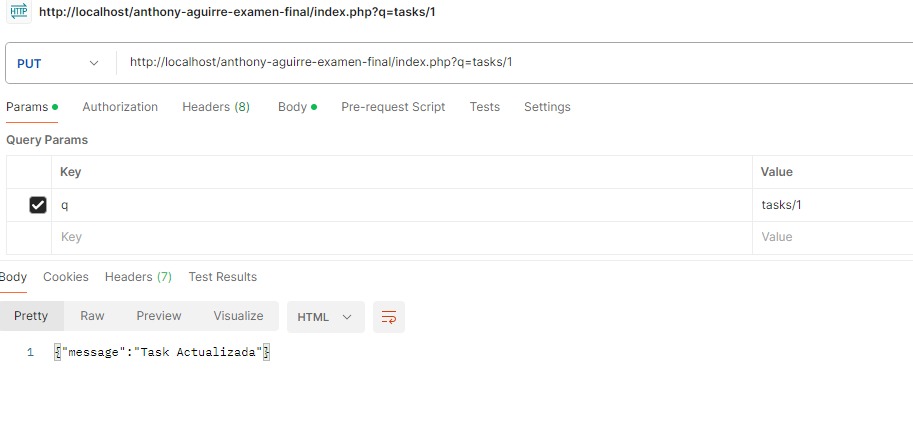 HTTP http://localhost/anthony-aguirre-examen-final/index.php?q=tasks/1
PUT http://localhost/anthony-aguirre-examen-final/index.php?q=tasks/1
Params Authorization Headers (8) Body Pre-request Script Tests Settings
Query Params
Key Value
q tasks/1
Key Value
Body Cookies Headers (7) Test Results
Pretty Raw Preview Visualize HTML
1 {"message":"Task Actualizada"}